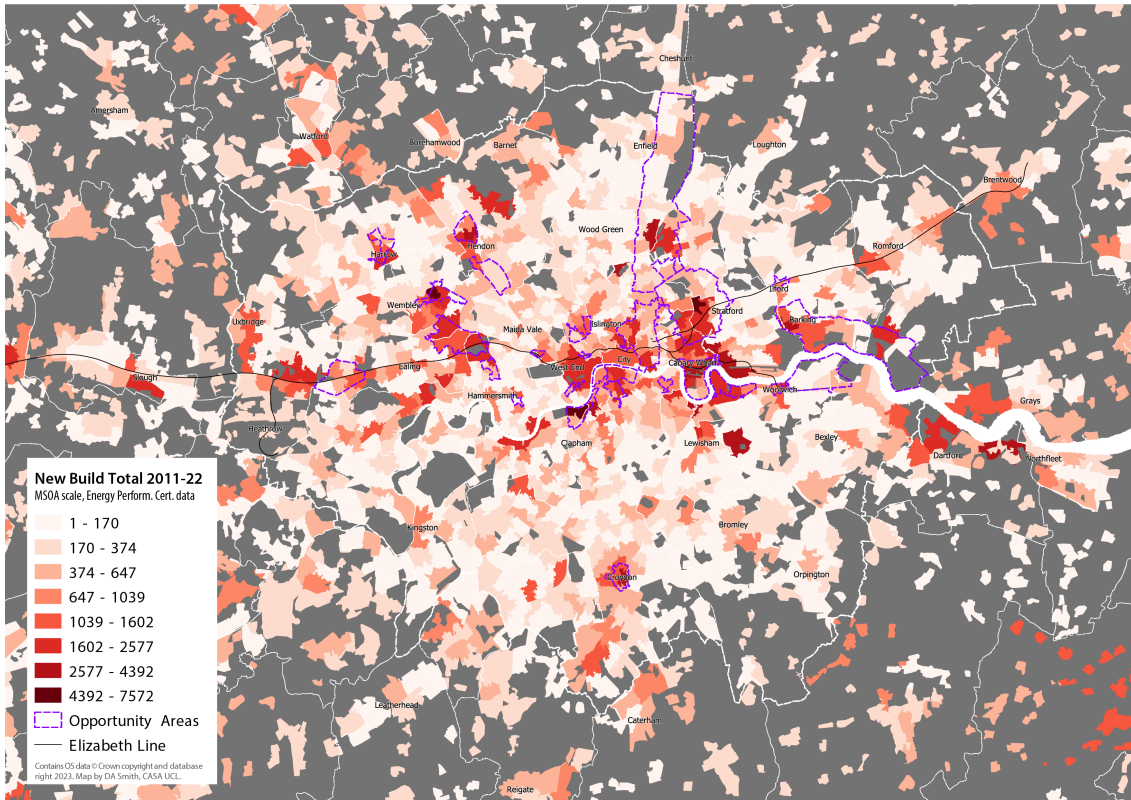 Cheshunt
Amersham
Watford
Borehamwood
Barnet
Enfield
Loughton
Brentwood
Wood Green
Hendon
Harrow
Romford
Ilford
Wembley
Stratford
Barking
Uxbridge
Maida Vale
Islington
City
West End
Canary Wharf
Ealing
Slough
Woolwich
Hammersmith
Grays
Heathrow
Clapham
Lewisham
Bexley
Dartford
Northfleet
New Build Total 2011-22
MSOA scale, Energy Perform. Cert. data
1 - 170
170 - 374
374 - 647
647 - 1039
1039 - 1602
1602 - 2577
2577 - 4392
4392 - 7572
Opportunity Areas
Elizabeth Line
Contains OS data © Crown copyright and database
right 2023. Map by DA Smith, CASA UCL.
Kingston
Bromley
Croydon
Orpington
Leatherhead
Caterham
Reigate